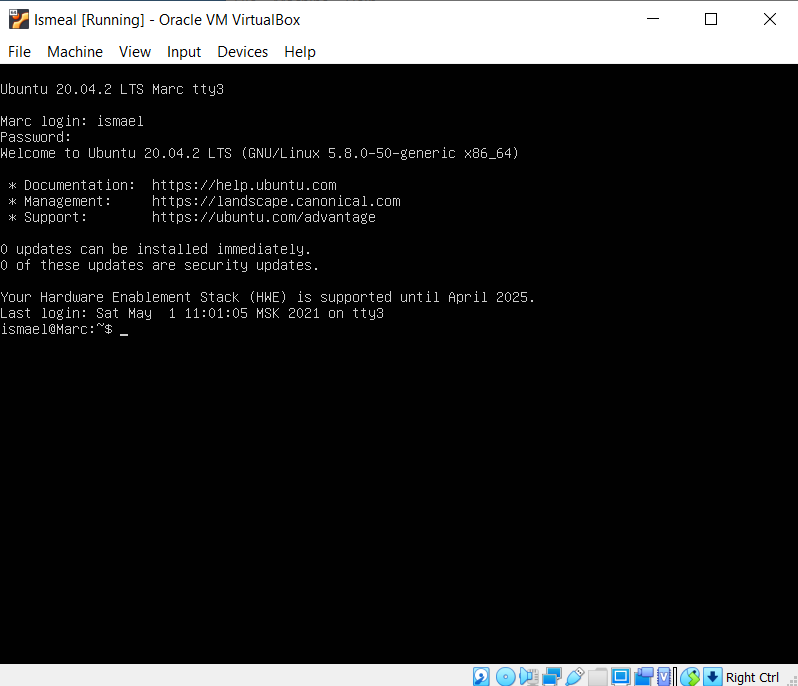 Ismeal [Running] - Oracle VM VirtualBox
File Machine View Input Devices Help
Ubuntu 20.04.2 LTS Marc tty3
Marc login: ismael
Password:
Welcome to Ubuntu 20.04.2 LTS (GNU/Linux 5.8.0-50-generic x86_64)
* Documentation: https://help.ubuntu.com
* Management: https://landscape.canonical.com
* Support: https://ubuntu.com/advantage
0 updates can be installed immediately.
0 of these updates are security updates.
Your Hardware Enablement Stack (HWE) is supported until April 2025.
Last login: Sat May  1 11:01:05 MSK 2021 on tty3
ismael@Marc:~$ _
Right Ctrl